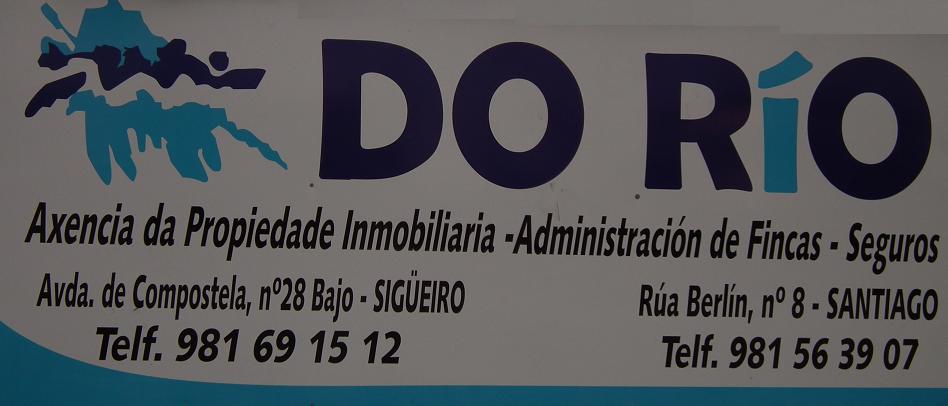 DO RíO
Axencia da Propiedade Inmobiliaria -Administración de Fincas - Seguros
Avda. de Compostela, nº28 Bajo - SIGÜEIRO
Telf. 981 69 15 12
Rúa Berlín, nº 8 - SANTIAGO
Telf. 981 56 39 07